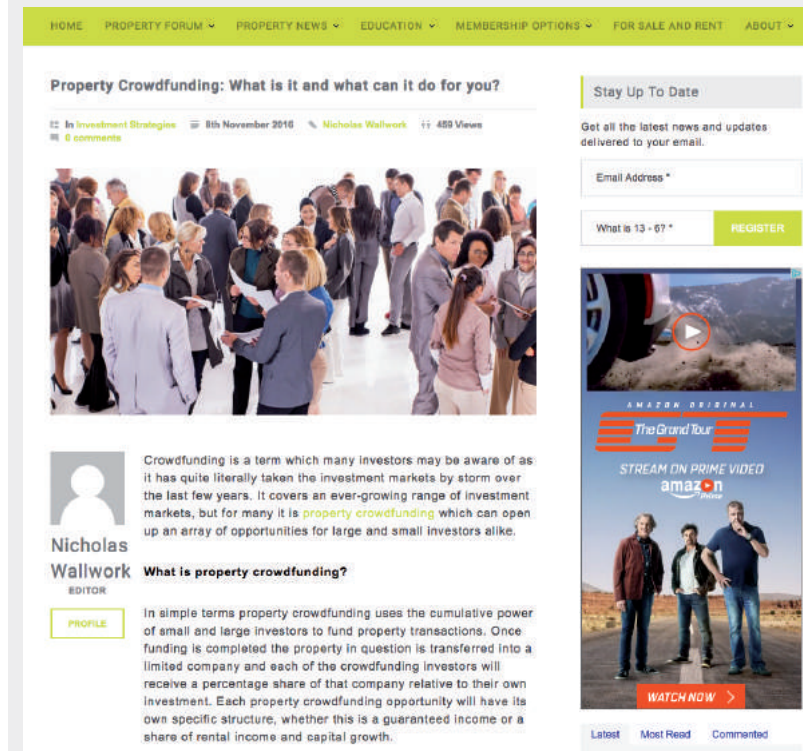 HOME PROPERTY FORUM PROPERTY NEWS EDUCATION MEMBERSHIP OPTIONS FOR SALE AND RENT ABOUT
Property Crowdfunding: What is it and what can it do for you?
In Investment Strategies 8th November 2016 Nicholas Wallwork 459 Views
0 comments
Crowdfunding is a term which many investors may be aware of as
it has quite literally taken the investment markets by storm over
the last few years. It covers an ever-growing range of investment
markets, but for many it is property crowdfunding which can open
up an array of opportunities for large and small investors alike.
Nicholas
Wallwork
EDITOR
PROFILE
What is property crowdfunding?
In simple terms property crowdfunding uses the cumulative power
of small and large investors to fund property transactions. Once
funding is completed the property in question is transferred into a
limited company and each of the crowdfunding investors will
receive a percentage share of that company relative to their own
investment. Each property crowdfunding opportunity will have its
own specific structure, whether this is a guaranteed income or a
share of rental income and capital growth.
Stay Up To Date
Get all the latest news and updates
delivered to your email.
Email Address *
What is 13 - 6? * REGISTER
AMAZON ORIGINAL
The Grand Tour
STREAM ON PRIME VIDEO
amazon
Prime
WATCH NOW
Latest Most Read Commented